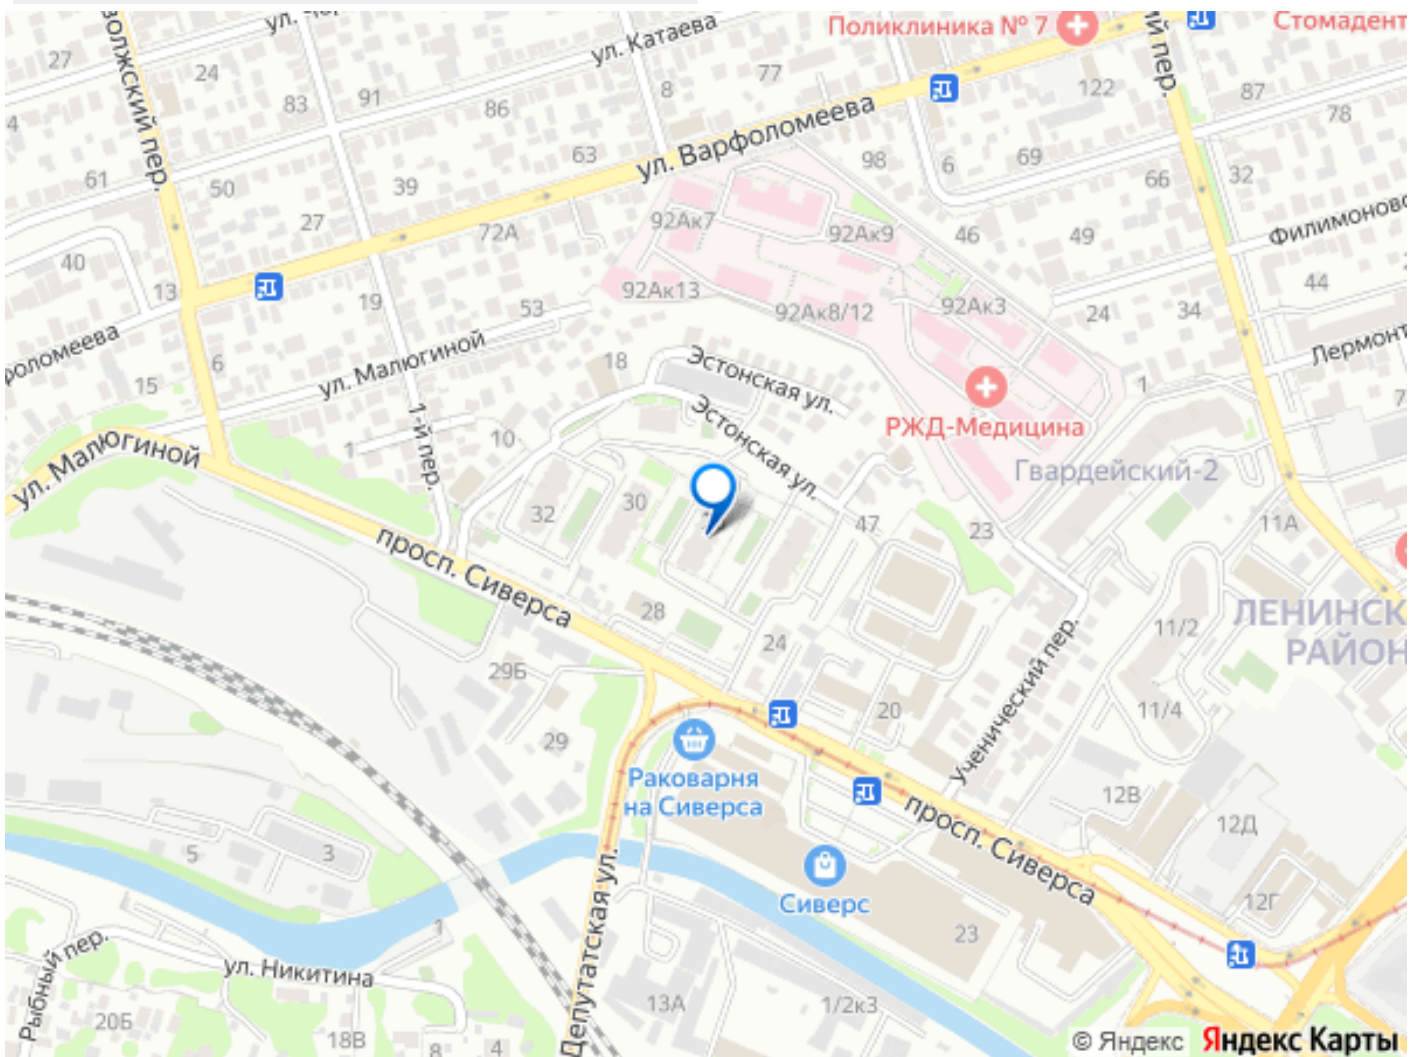 Поликлиника № 7
Стомадент
ул. Катаева
27
24
83
91
86
8
77
122
87
78
4
волжский пер.
ул. Варфоломеева
63
98
6
69
66
32
61
50
39
27
72А
92Ак7
92Ак9
46
49
Филимоновс
40
13
19
53
92Ак13
92Ак8/12
92Ак3
24
34
44
роломеева
6
15
ул. Малюгиной
18
Эстонская ул.
Лермонт
1
РЖД-Медицина
7
1
1-й пер.
10
Эстонская ул.
Гвардейский-2
ул. Малюгиной
32
30
47
23
11А
просп. Сиверса
28
24
29Б
ЛЕНИНСК
РАЙОН
11/2
11/4
Ученический пер.
20
29
Раковарня
на Сиверса
просп. Сиверса
12В
12Д
12Г
5
3
Депутатская ул.
Сиверс
23
1
Рыбный пер.
ул. Никитина
20Б
18В
8
4
13А
1/2к3
© Яндекс Яндекс Карты